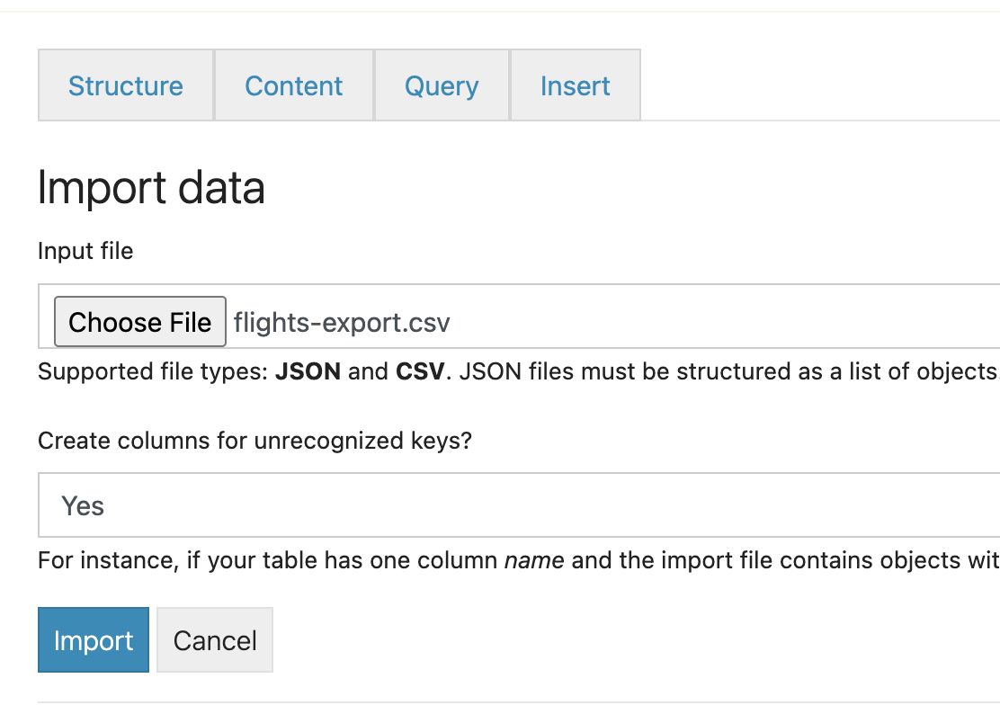 Structure Content Query Insert
Import data
Input file
Choose File flights-export.csv
Supported file types: JSON and CSV. JSON files must be structured as a list of objects.
Create columns for unrecognized keys?
Yes
For instance, if your table has one column name and the import file contains objects wit
Import Cancel